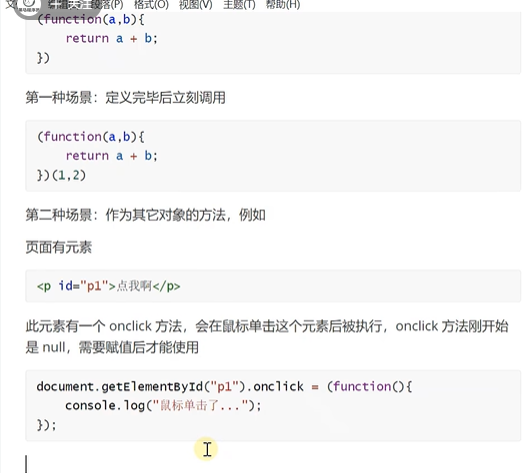 段落(P) 格式(O) 视图(V) 主题(T) 帮助(H)
关注
(function(a,b){
    return a + b;
})
第一种场景：定义完毕后立刻调用
(function(a,b){
    return a + b;
})(1,2)
第二种场景：作为其它对象的方法，例如
页面有元素
<p id="p1">点我啊</p>
此元素有一个 onclick 方法，会在鼠标单击这个元素后被执行，onclick 方法刚开始
是 null，需要赋值后才能使用
document.getElementById("p1").onclick = (function(){
    console.log("鼠标单击了...");
});